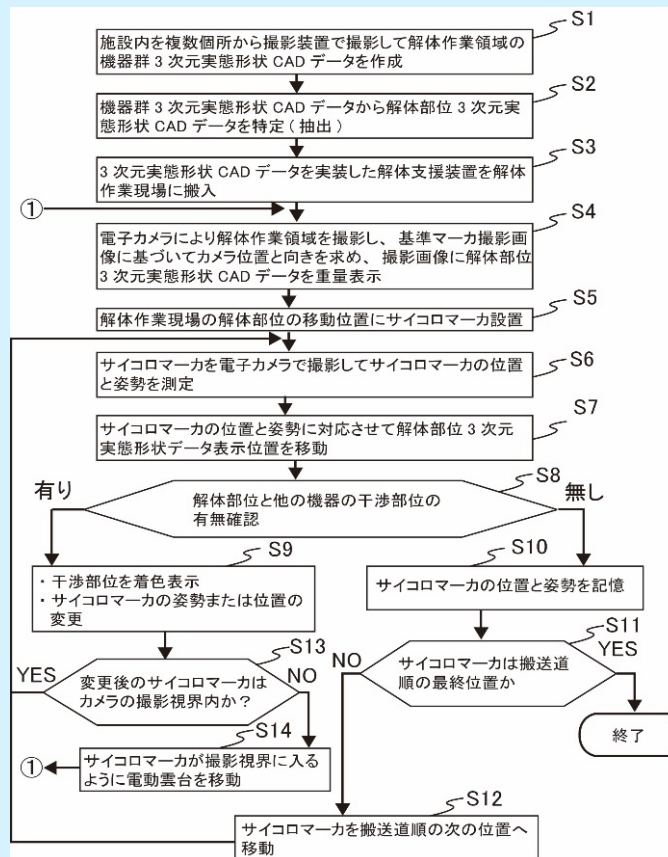 S1
施設内を複数個所から撮影装置で撮影して解体作業領域の
機器群3次元実態形状CADデータを作成
S2
機器群3次元実態形状CADデータから解体部位3次元実
態形状CADデータを特定(抽出)
S3
3次元実態形状CADデータを実装した解体支援装置を解体
作業現場に搬入
①
S4
電子カメラにより解体作業領域を撮影し、基準マーカ撮影画
像に基づいてカメラ位置と向きを求め、撮影画像に解体部位
3次元実態形状CADデータを重量表示
S5
解体作業現場の解体部位の移動位置にサイコロマーカ設置
S6
サイコロマーカを電子カメラで撮影してサイコロマーカの位置
と姿勢を測定
S7
サイコロマーカの位置と姿勢に対応させて解体部位3次元
実態形状データ表示位置を移動
S8
有り
解体部位と他の機器の干渉部位の
有無確認
無し
S9
・干渉部位を着色表示
・サイコロマーカの姿勢または位置の
変更
S10
サイコロマーカの位置と姿勢を記憶
S13
YES
変更後のサイコロマーカは
カメラの撮影視界内か?
NO
S11
NO
サイコロマーカは搬送道
順の最終位置か
YES
終了
S14
①
サイコロマーカが撮影視界に入る
ように電動雲台を移動
S12
サイコロマーカを搬送道順の次の位置へ
移動